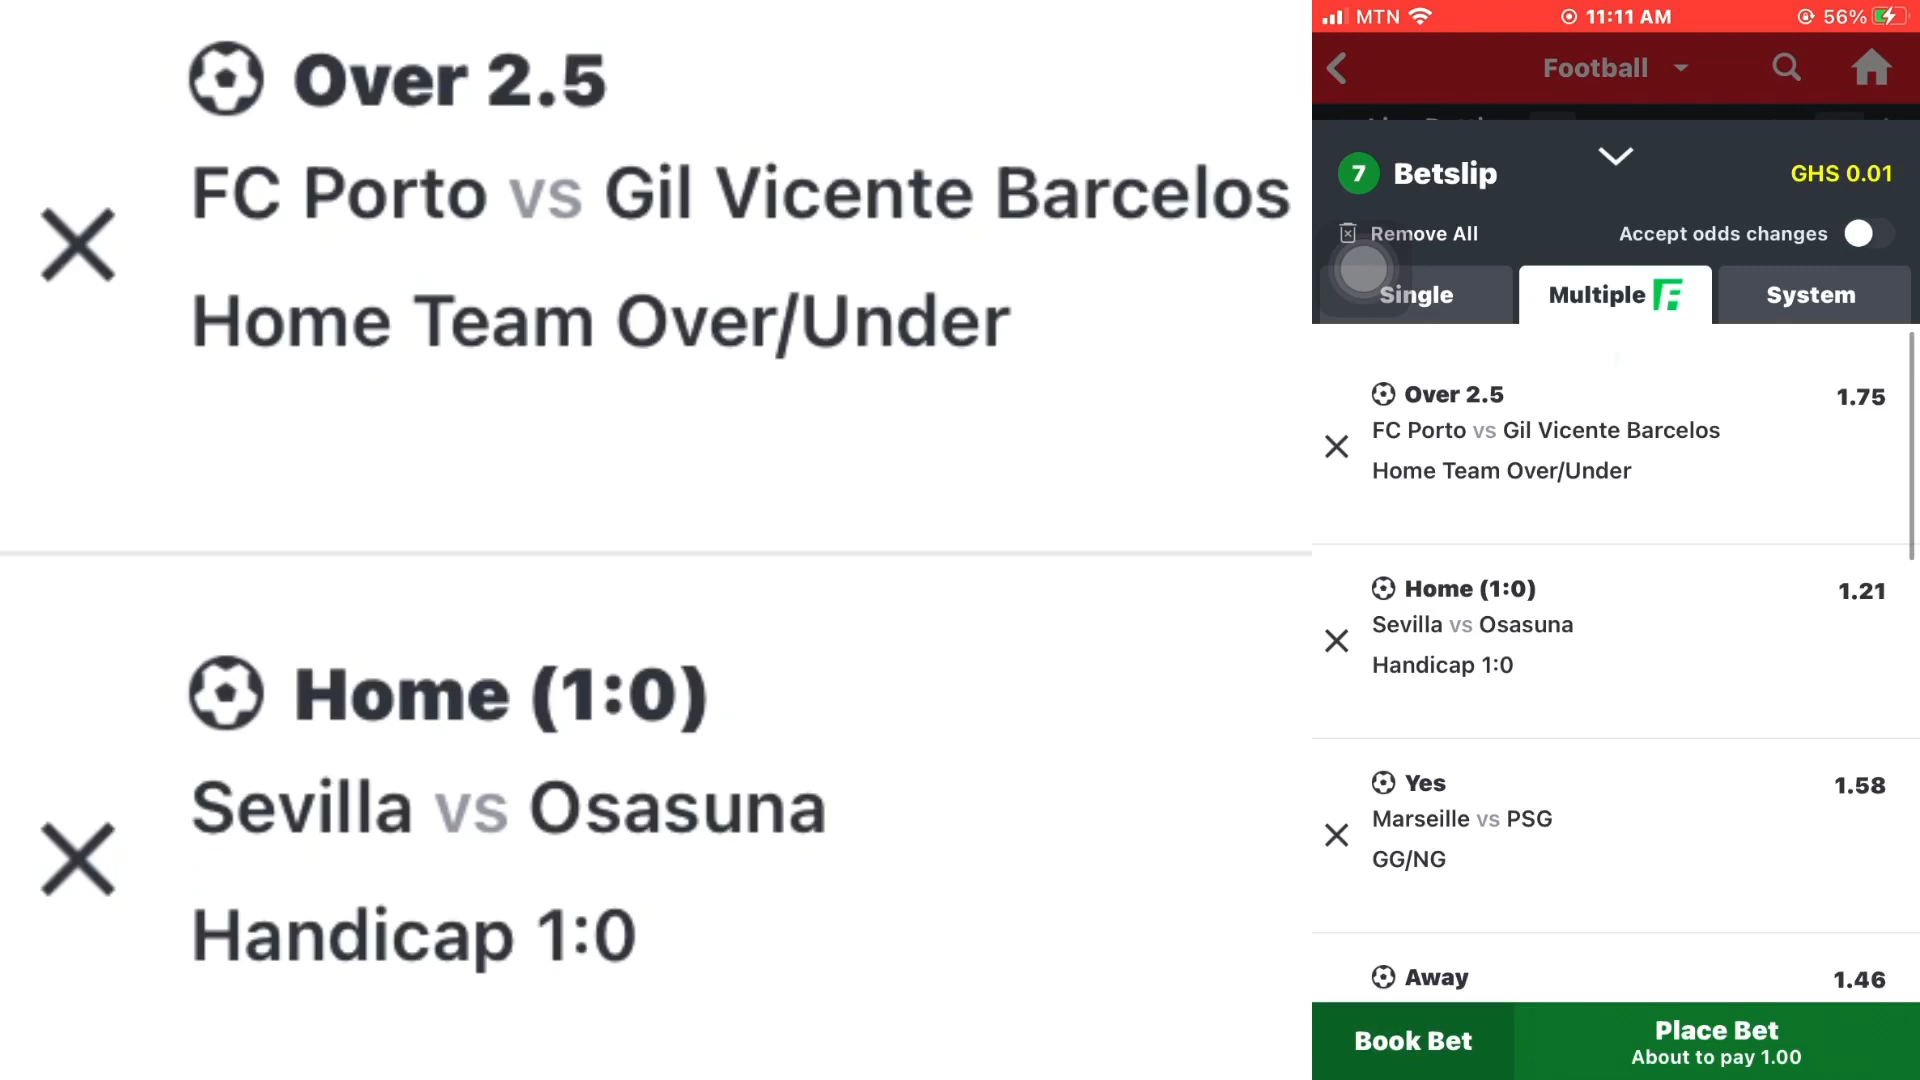 Over 2.5
FC Porto vs Gil Vicente Barcelos
Home Team Over/Under
Home (1:0)
Sevilla vs Osasuna
Handicap 1:0
MTN 11:11 AM 56%
Football
7 Betslip GHS 0.01
Remove All Accept odds changes
Single Multiple F System
Over 2.5 1.75
FC Porto vs Gil Vicente Barcelos
Home Team Over/Under
Home (1:0) 1.21
Sevilla vs Osasuna
Handicap 1:0
Yes 1.58
Marseille vs PSG
GG/NG
Away 1.46
Book Bet
Place Bet
About to pay 1.00